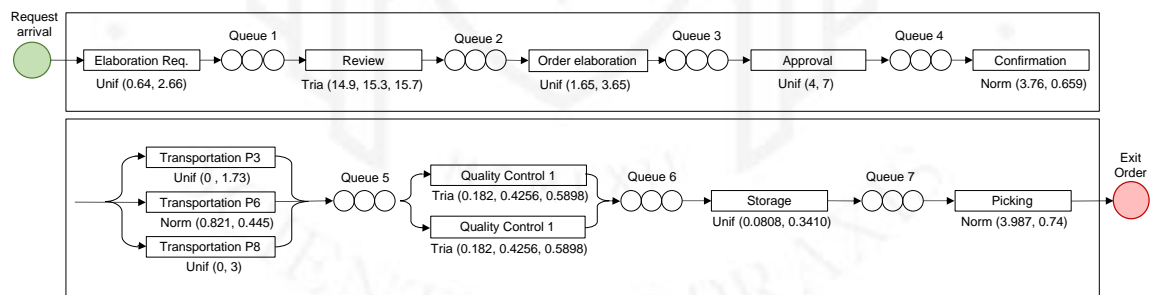 Request
arrival
Queue 1
Queue 2
Queue 3
Queue 4
Elaboration Req.
Review
Order elaboration
Approval
Confirmation
Unif (0.64, 2.66)
Tria (14.9, 15.3, 15.7)
Unif (1.65, 3.65)
Unif (4, 7)
Norm (3.76, 0.659)
Transportation P3
Unif (0 , 1.73)
Transportation P6
Norm (0.821, 0.445)
Transportation P8
Unif (0, 3)
Queue 5
Quality Control 1
Tria (0.182, 0.4256, 0.5898)
Quality Control 1
Tria (0.182, 0.4256, 0.5898)
Queue 6
Storage
Unif (0.0808, 0.3410)
Queue 7
Picking
Norm (3.987, 0.74)
Exit
Order